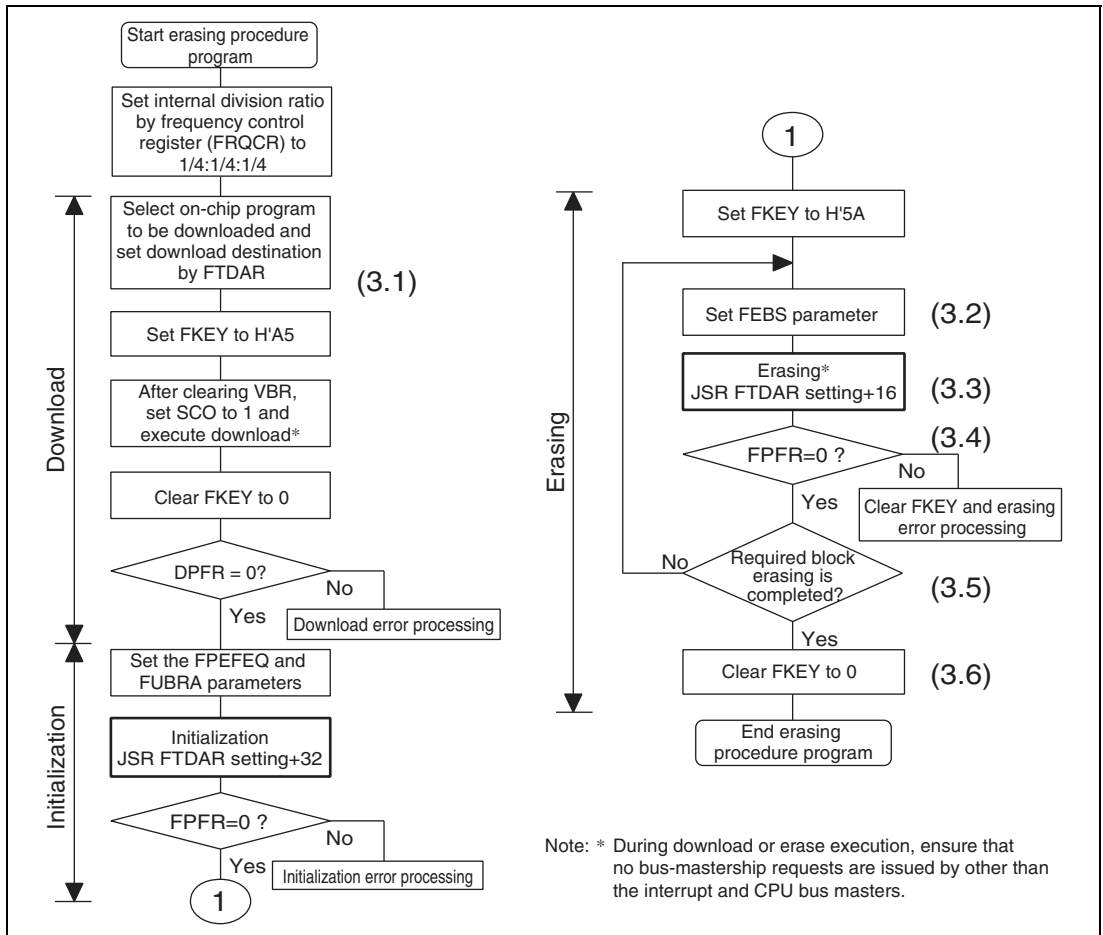 Start erasing procedure
program
Set internal division ratio
by frequency control
register (FRQCR) to
1/4:1/4:1/4
Download
Select on-chip program
to be downloaded and
set download destination
by FTDAR
(3.1)
Set FKEY to H'A5
After clearing VBR,
set SCO to 1 and
execute download*
Clear FKEY to 0
DPFR = 0?
No
Yes
Download error processing
Initialization
Set the FPEFEQ and
FUBRA parameters
Initialization
JSR FTDAR setting+32
FPFR=0 ?
No
Yes
Initialization error processing
1
1
Erasing
Set FKEY to H'5A
Set FEBS parameter
(3.2)
Erasing*
JSR FTDAR setting+16
(3.3)
(3.4)
FPFR=0 ?
No
Yes
Clear FKEY and erasing
error processing
No
Required block
erasing is
completed?
(3.5)
Yes
Clear FKEY to 0
(3.6)
End erasing
procedure program
Note: * During download or erase execution, ensure that
no bus-mastership requests are issued by other than
the interrupt and CPU bus masters.